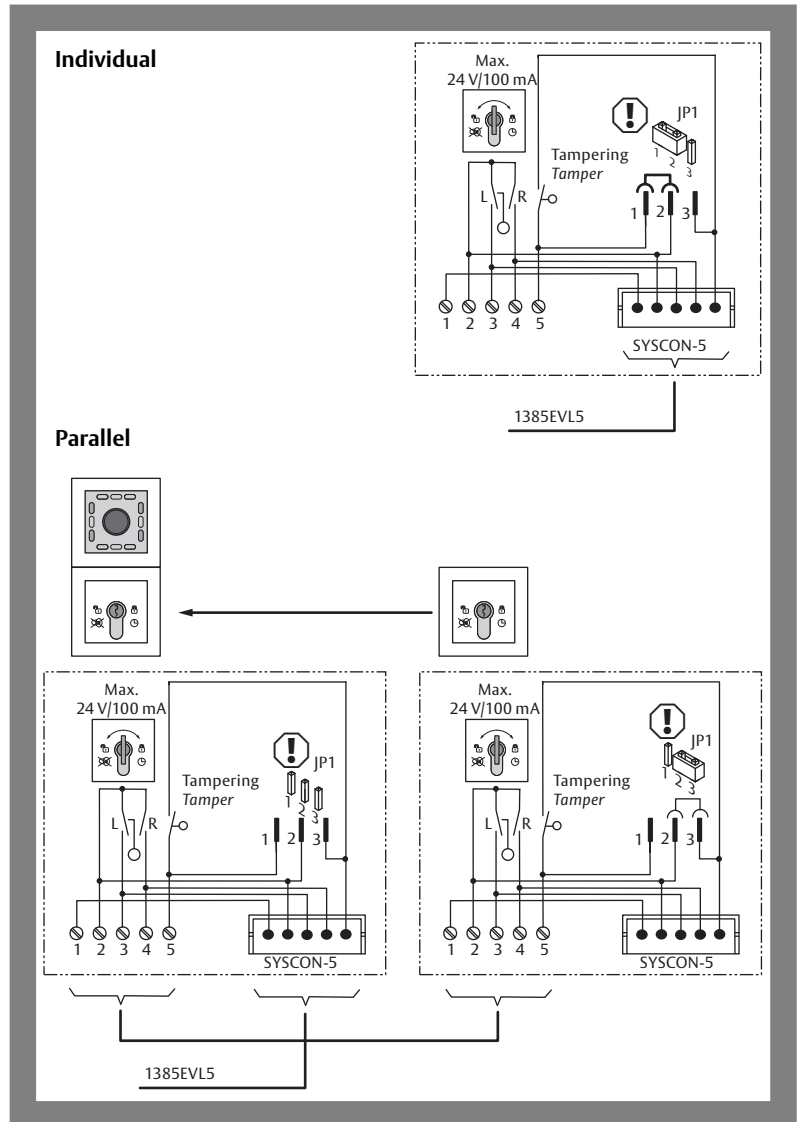 Individual
Max.
24 V/100 mA
JP1
1 2 3
Tampering
Tamper
L R
1 2 3
1 2 3 4 5
SYSCON-5
1385EVL5
Parallel
Max.
24 V/100 mA
JP1
1 2 3
Tampering
Tamper
L R
1 2 3
1 2 3 4 5
SYSCON-5
Max.
24 V/100 mA
JP1
1 2 3
Tampering
Tamper
L R
1 2 3
1 2 3 4 5
SYSCON-5
1385EVL5